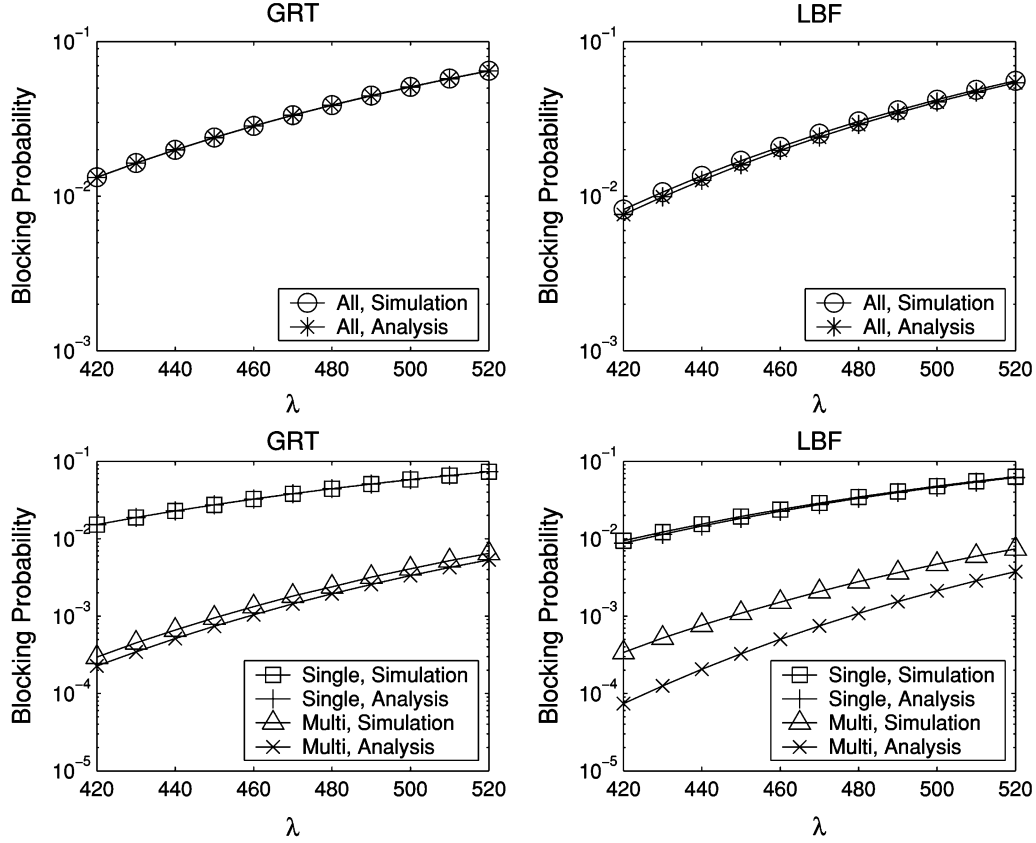 GRT
Blocking Probability
10⁻¹
10⁻²
10⁻³
All, Simulation
All, Analysis
420 440 460 480 500 520
λ
LBF
Blocking Probability
10⁻¹
10⁻²
10⁻³
All, Simulation
All, Analysis
420 440 460 480 500 520
λ
GRT
Blocking Probability
10⁻¹
10⁻²
10⁻³
10⁻⁴
10⁻⁵
Single, Simulation
Single, Analysis
Multi, Simulation
Multi, Analysis
420 440 460 480 500 520
λ
LBF
Blocking Probability
10⁻¹
10⁻²
10⁻³
10⁻⁴
10⁻⁵
Single, Simulation
Single, Analysis
Multi, Simulation
Multi, Analysis
420 440 460 480 500 520
λ